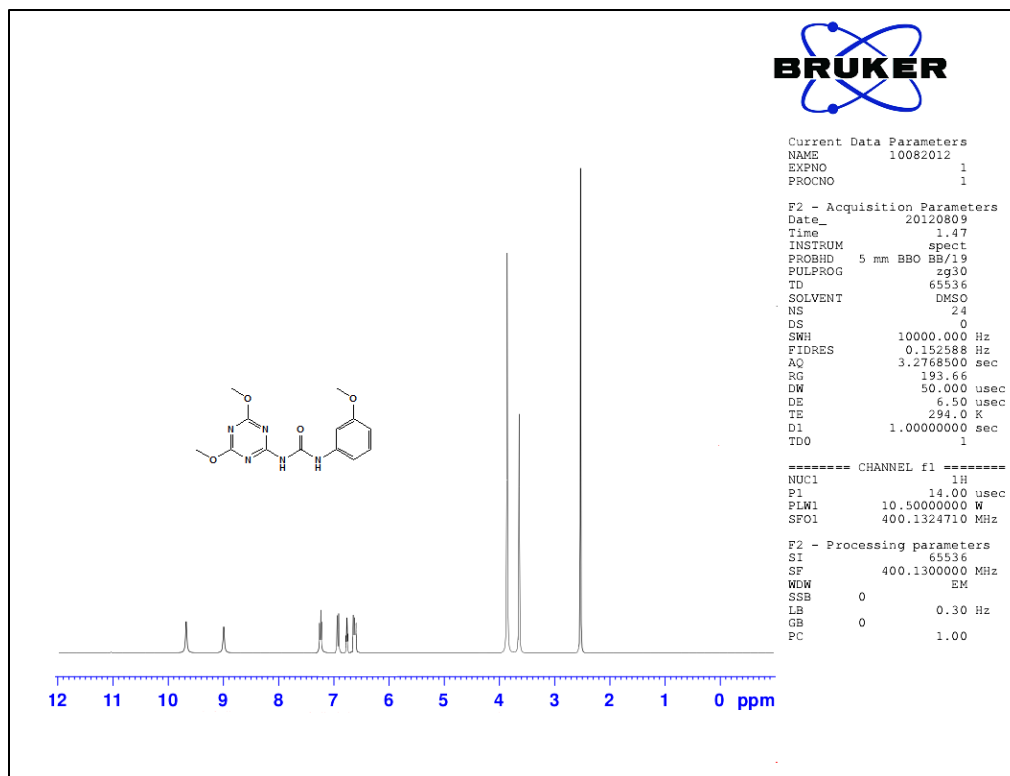 BRUKER
Current Data Parameters
NAME 10082012
EXPNO 1
PROCNO 1
F2 - Acquisition Parameters
Date_ 20120809
Time 1.47
INSTRUM spect
PROBHD 5 mm BBO BB/19
PULPROG zg30
TD 65536
SOLVENT DMSO
NS 24
DS 0
SWH 10000.000 Hz
FIDRES 0.152588 Hz
AQ 3.2768500 sec
RG 193.66
DW 50.000 usec
DE 6.50 usec
TE 294.0 K
D1 1.00000000 sec
TD0 1
======== CHANNEL f1 ========
NUC1 1H
P1 14.00 usec
PLW1 10.50000000 W
SFO1 400.1324710 MHz
F2 - Processing parameters
SI 65536
SF 400.1300000 MHz
WDW EM
SSB 0
LB 0.30 Hz
GB 0
PC 1.00
O O
N N O
O N N H N H
12 11 10 9 8 7 6 5 4 3 2 1 0 ppm